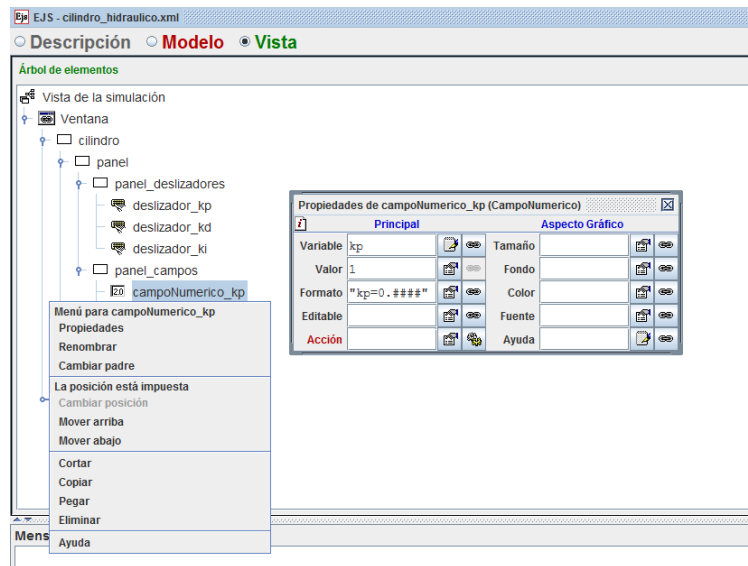 EJS - cilindro_hidraulico.xml
Descripción Modelo Vista
Árbol de elementos
Vista de la simulación
Ventana
cilindro
panel
panel_deslizadores
deslizador_kp
deslizador_kd
deslizador_ki
panel_campos
campoNumerico_kp
Menú para campoNumerico_kp
Propiedades
Renombrar
Cambiar padre
La posición está impuesta
Cambiar posición
Mover arriba
Mover abajo
Cortar
Copiar
Pegar
Eliminar
Ayuda
Mens
Propiedades de campoNumerico_kp (CampoNumerico)
Principal Aspecto Gráfico
Variable kp Tamaño
Valor 1 Fondo
Formato "kp=0.####" Color
Editable Fuente
Acción Ayuda